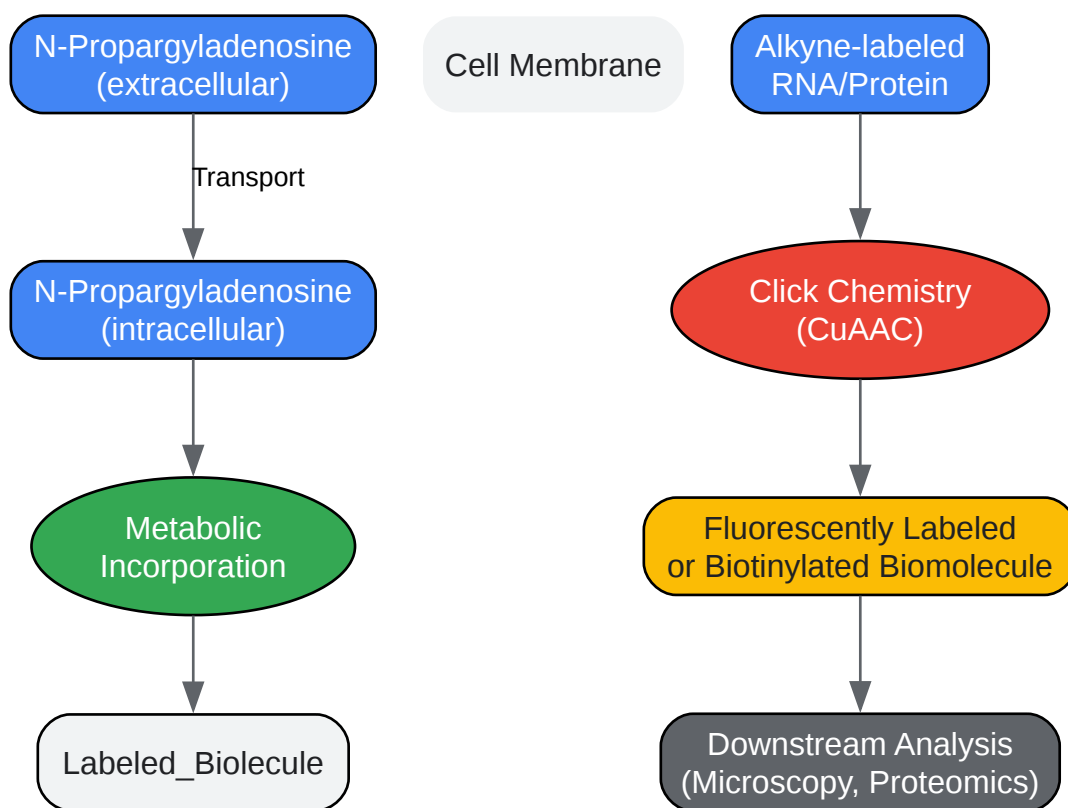 N-Propargyladenosine
(extracellular)
Cell Membrane
Alkyne-labeled
RNA/Protein
Transport
N-Propargyladenosine
(intracellular)
Click Chemistry
(CuAAC)
Metabolic
Incorporation
Fluorescently Labeled
or Biotinylated Biomolecule
Labeled_Biolecule
Downstream Analysis
(Microscopy, Proteomics)